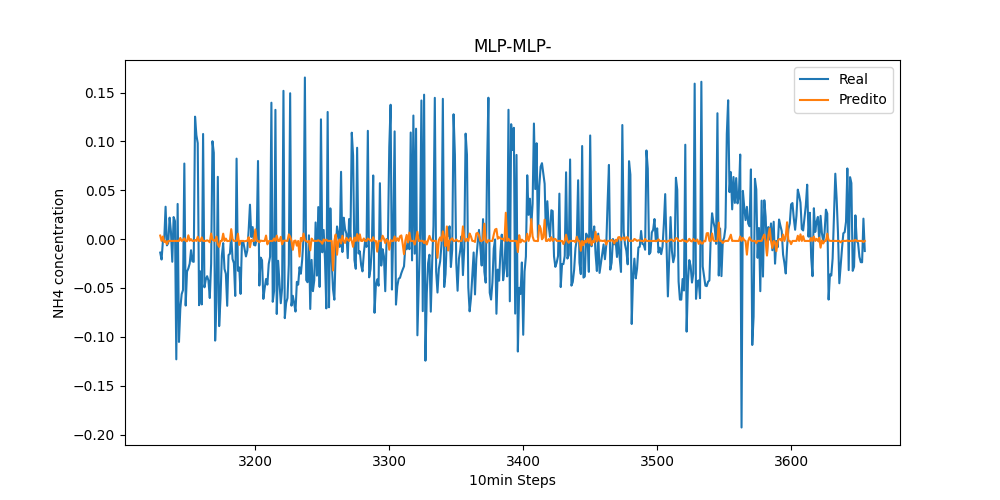 MLP-MLP-
Real
Predito
NH4 concentration
0.15
0.10
0.05
0.00
−0.05
−0.10
−0.15
−0.20
3200 3300 3400 3500 3600
10min Steps